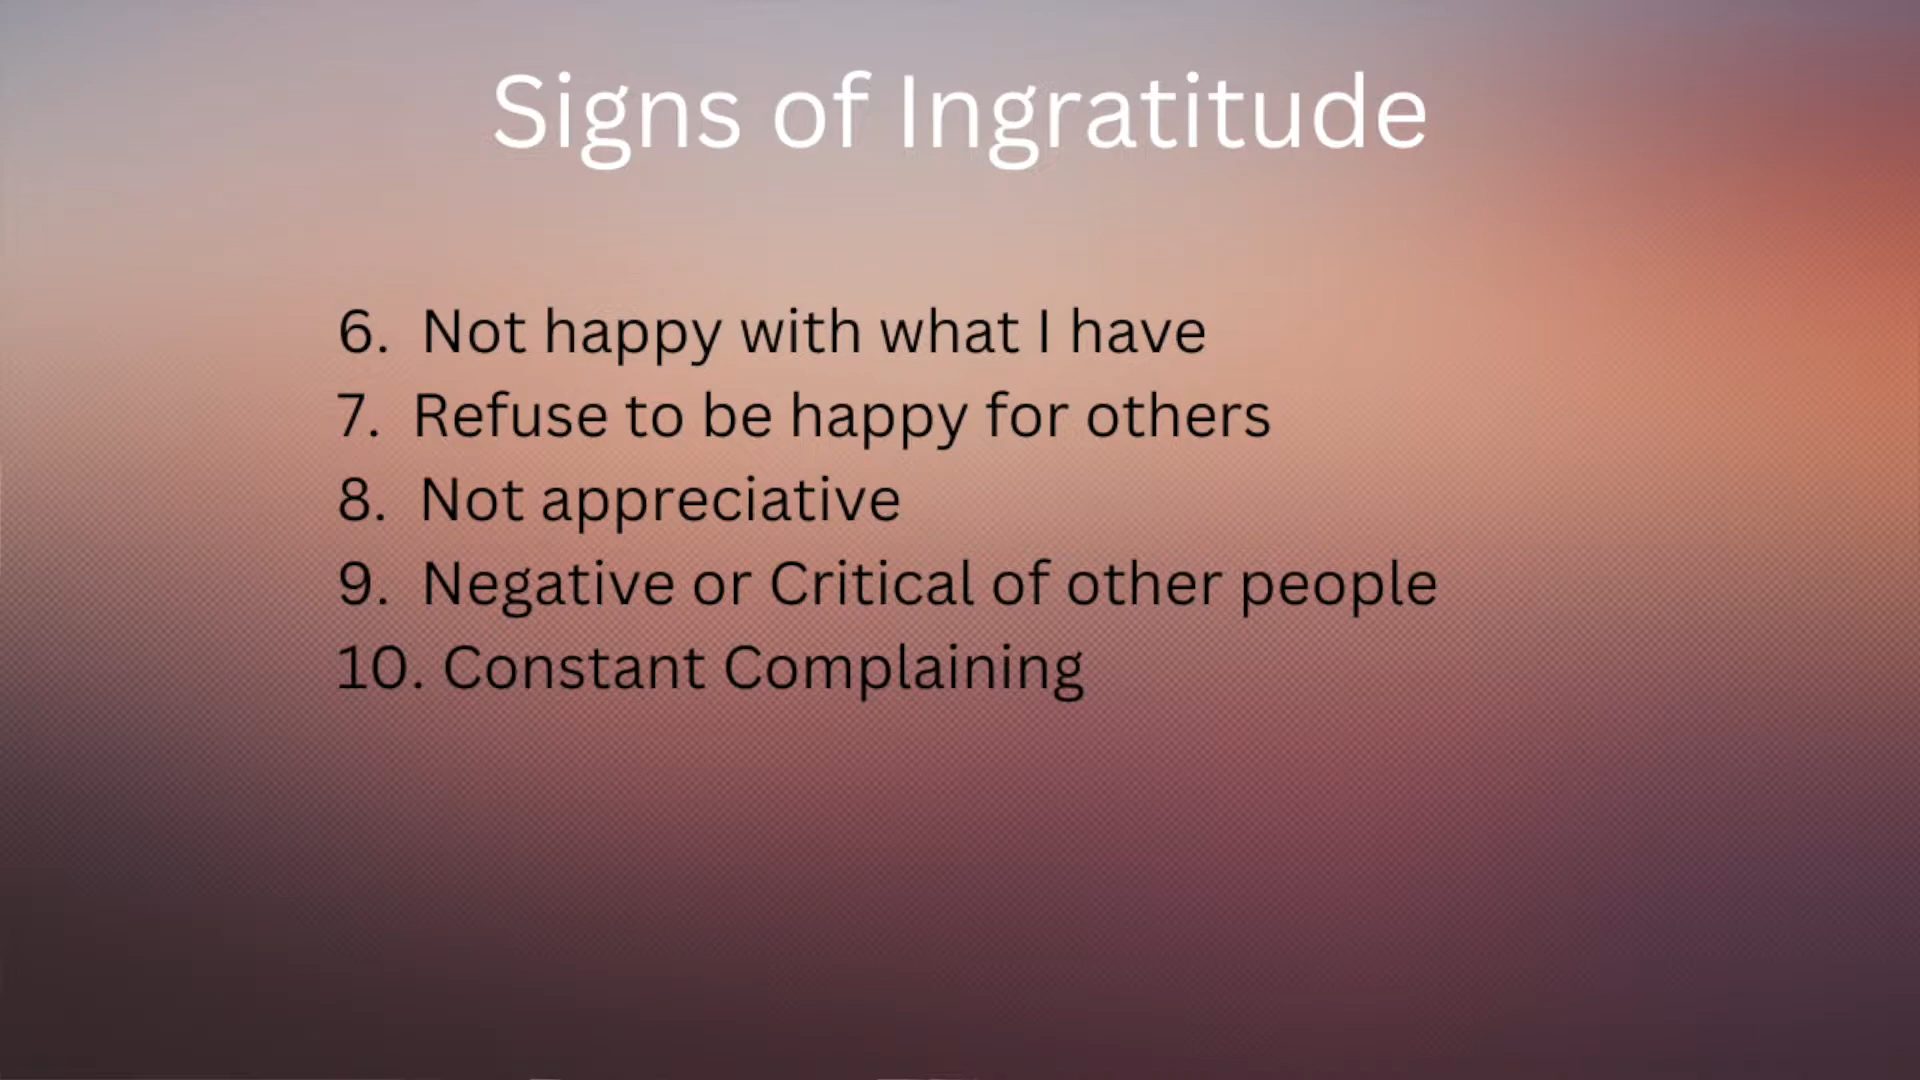 Signs of Ingratitude
6. Not happy with what I have
7. Refuse to be happy for others
8. Not appreciative
9. Negative or Critical of other people
10. Constant Complaining